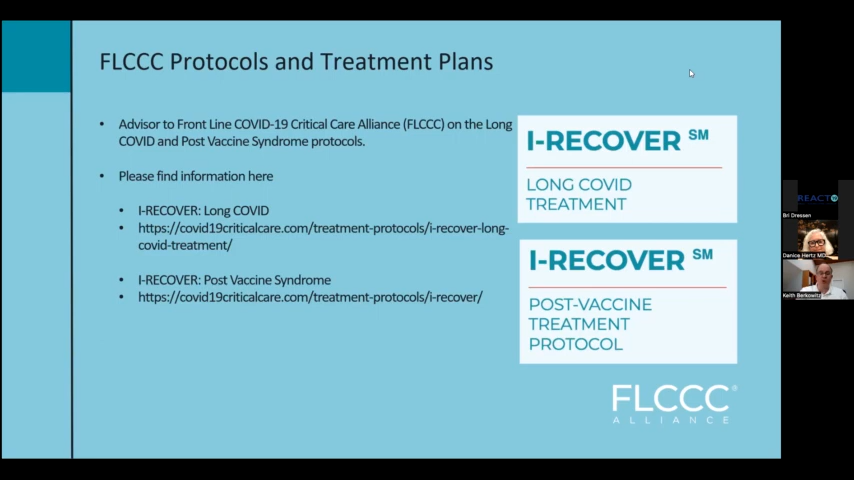 FLCCC Protocols and Treatment Plans
• Advisor to Front Line COVID-19 Critical Care Alliance (FLCCC) on the Long
COVID and Post Vaccine Syndrome protocols.
• Please find information here
• I-RECOVER: Long COVID
• https://covid19criticalcare.com/treatment-protocols/i-recover-long-
covid-treatment/
• I-RECOVER: Post Vaccine Syndrome
• https://covid19criticalcare.com/treatment-protocols/i-recover/
I-RECOVER SM
LONG COVID
TREATMENT
I-RECOVER SM
POST-VACCINE
TREATMENT
PROTOCOL
FLCCC®
ALLIANCE
REACT19
Bri Dressen
Danice Hertz MD
Keith Berkowitz